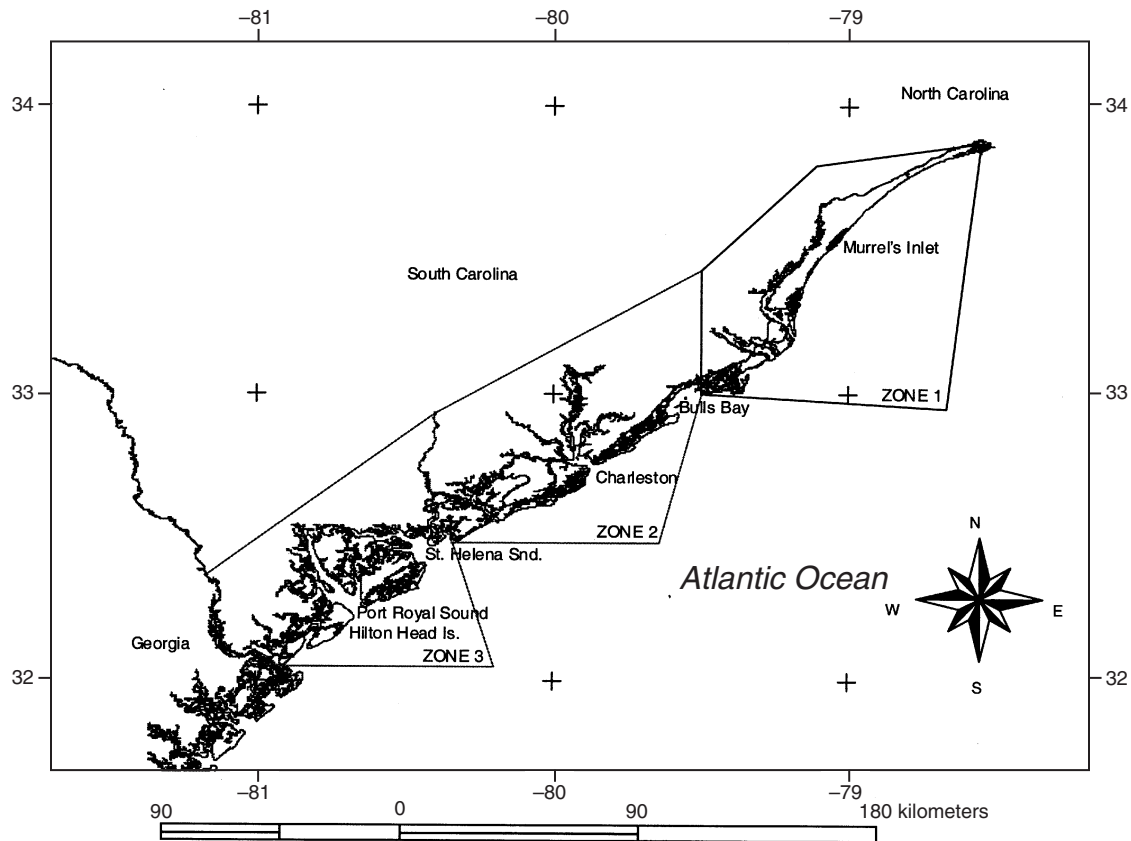 –81 –80 –79
34 34
North Carolina
Murrel's Inlet
South Carolina
33 33
ZONE 1
Bulls Bay
Charleston
ZONE 2
N
St. Helena Snd.
Atlantic Ocean
W E
Port Royal Sound
Hilton Head Is.
Georgia
ZONE 3
32 32
S
–81 –80 –79
90 0 90 180 kilometers